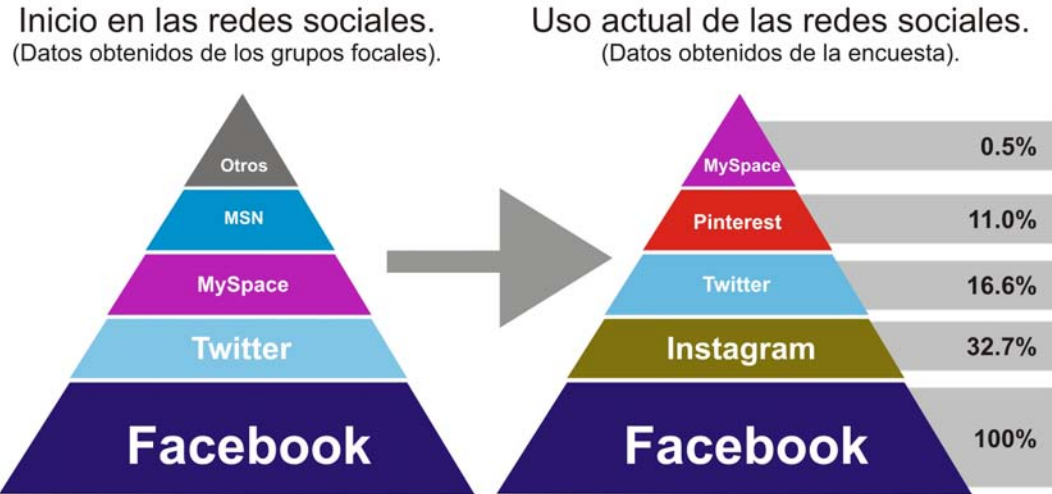 Inicio en las redes sociales.
(Datos obtenidos de los grupos focales).
Otros
MSN
MySpace
Twitter
Facebook
Uso actual de las redes sociales.
(Datos obtenidos de la encuesta).
MySpace 0.5%
Pinterest 11.0%
Twitter 16.6%
Instagram 32.7%
Facebook 100%